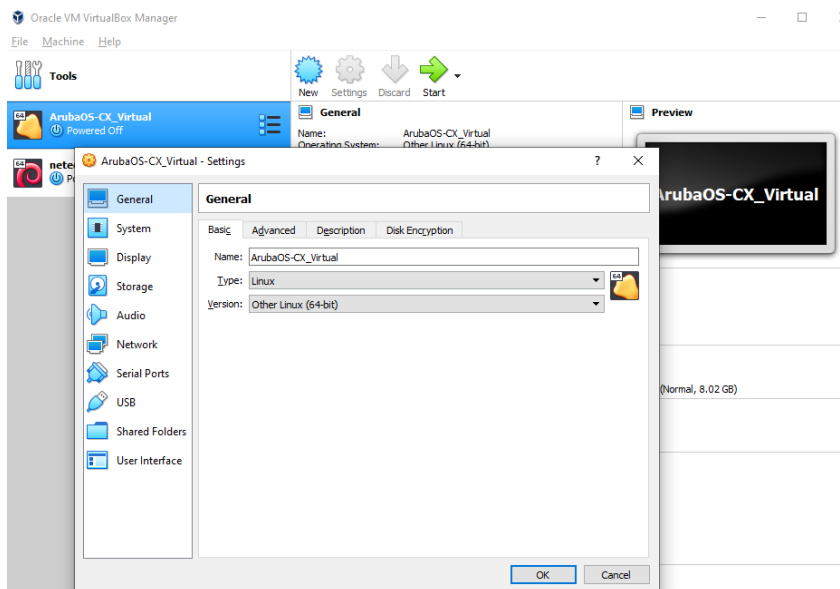 Oracle VM VirtualBox Manager
File Machine Help
Tools
New Settings Discard Start
64
ArubaOS-CX_Virtual
Powered Off
General
Name: ArubaOS-CX_Virtual
Operating System: Other Linux (64-bit)
Preview
ArubaOS-CX_Virtual
64
ArubaOS-CX_Virtual - Settings
?
General
System
Display
Storage
Audio
Network
Serial Ports
USB
Shared Folders
User Interface
General
Basic Advanced Description Disk Encryption
Name: ArubaOS-CX_Virtual
Type: Linux
64
Version: Other Linux (64-bit)
(Normal, 8.02 GB)
OK Cancel